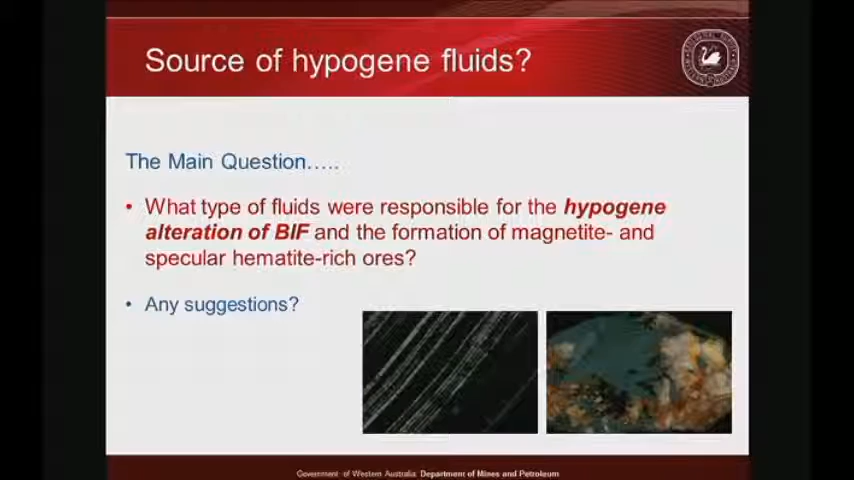 Source of hypogene fluids?
The Main Question.....
• What type of fluids were responsible for the hypogene
alteration of BIF and the formation of magnetite- and
specular hematite-rich ores?
• Any suggestions?
Government of Western Australia Department of Mines and Petroleum